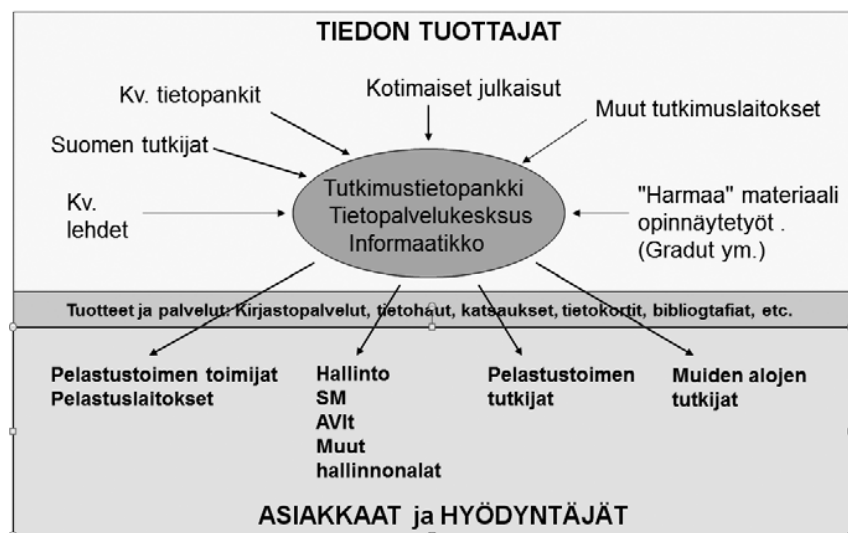 TIEDON TUOTTAJAT
Kv. tietopankit
Kotimaiset julkaisut
Muut tutkimuslaitokset
Suomen tutkijat
Kv.
lehdet
Tutkimustietopankki
Tietopalvelukesksus
Informaatikko
"Harmaa" materiaali
opinnäytetyöt .
(Gradut ym.)
Tuotteet ja palvelut: Kirjastopalvelut, tietohaut, katsaukset, tietokortit, bibliogtafiat, etc.
Pelastustoimen toimijat
Pelastuslaitokset
Hallinto
SM
AVIt
Muut
hallinnonalat
Pelastustoimen
tutkijat
Muiden alojen
tutkijat
ASIAKKAAT ja HYÖDYNTÄJÄT